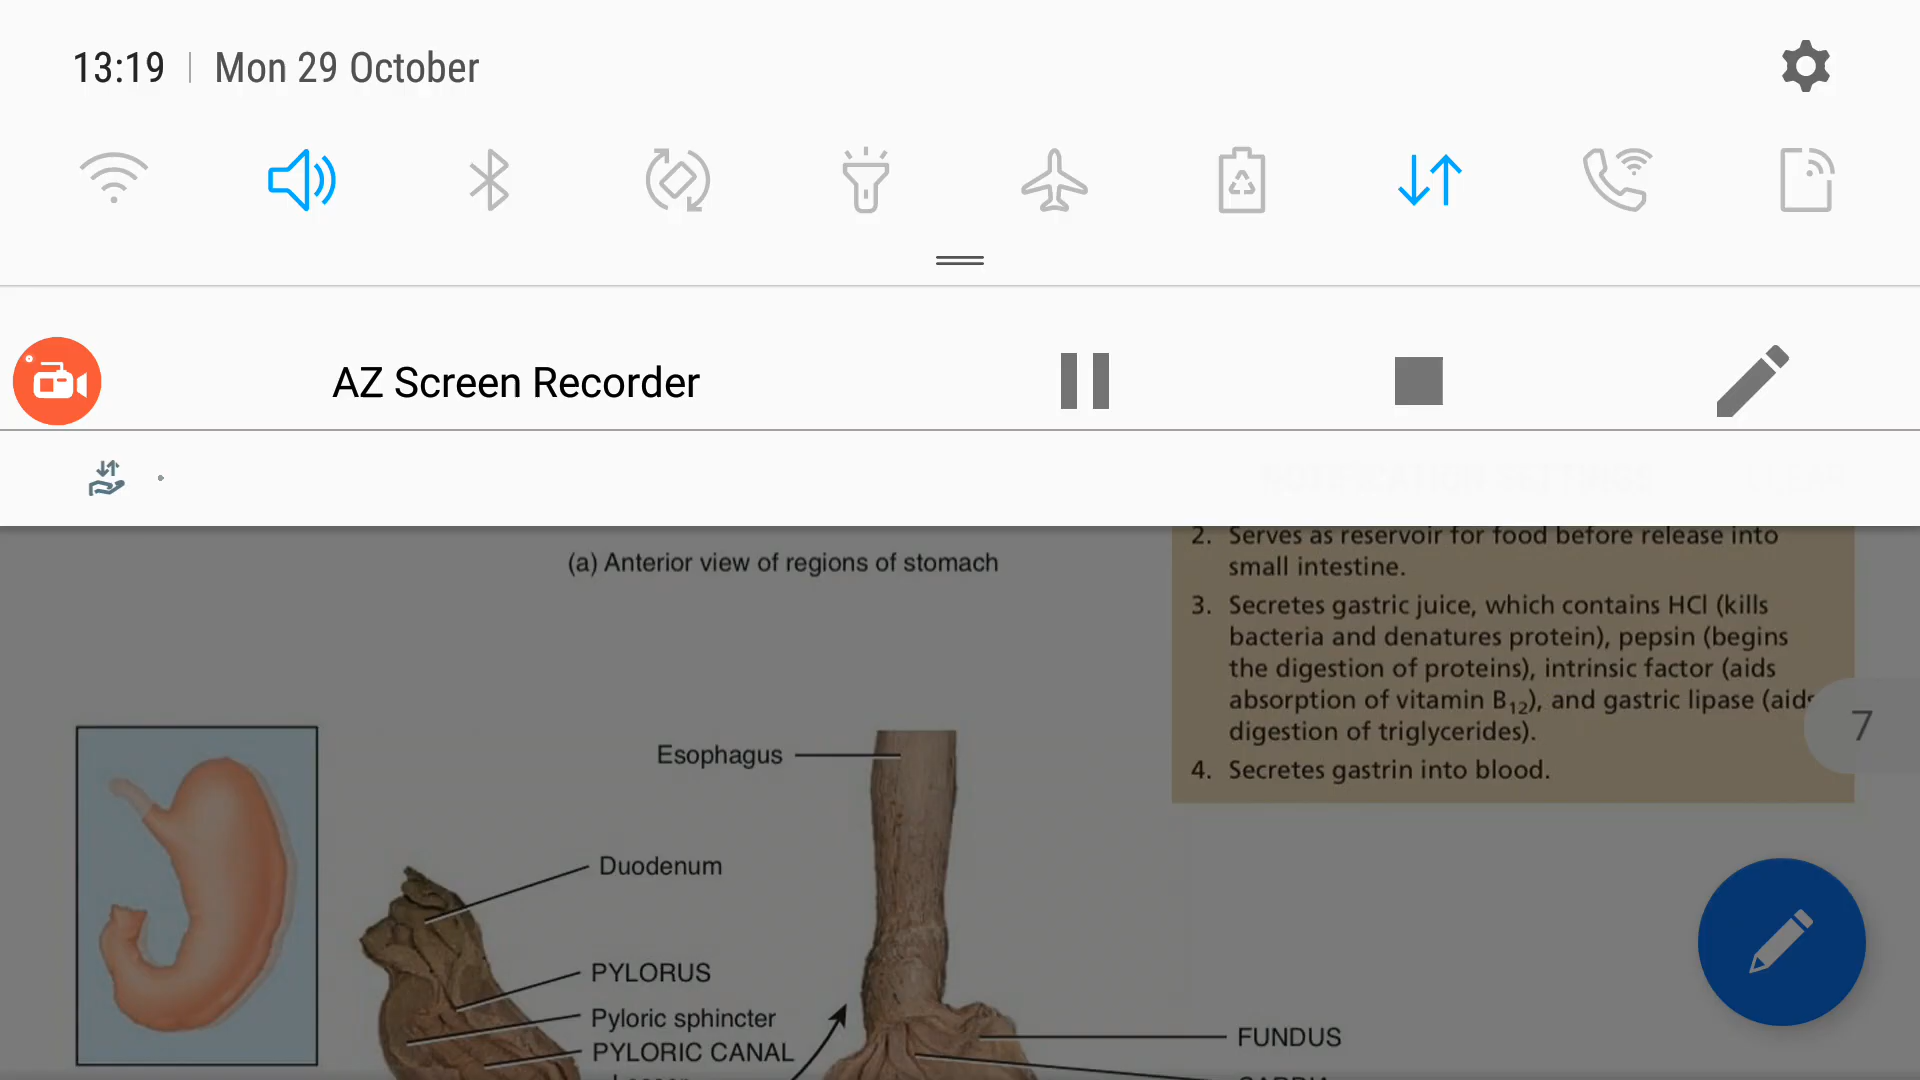 13:19 | Mon 29 October
AZ Screen Recorder
NOTIFICATION SETTINGS CLEAR
(a) Anterior view of regions of stomach
2. Serves as reservoir for food before release into
small intestine.
3. Secretes gastric juice, which contains HCl (kills
bacteria and denatures protein), pepsin (begins
the digestion of proteins), intrinsic factor (aids
absorption of vitamin B12), and gastric lipase (aids
digestion of triglycerides).
4. Secretes gastrin into blood.
7
Esophagus
Duodenum
PYLORUS
Pyloric sphincter
PYLORIC CANAL
FUNDUS